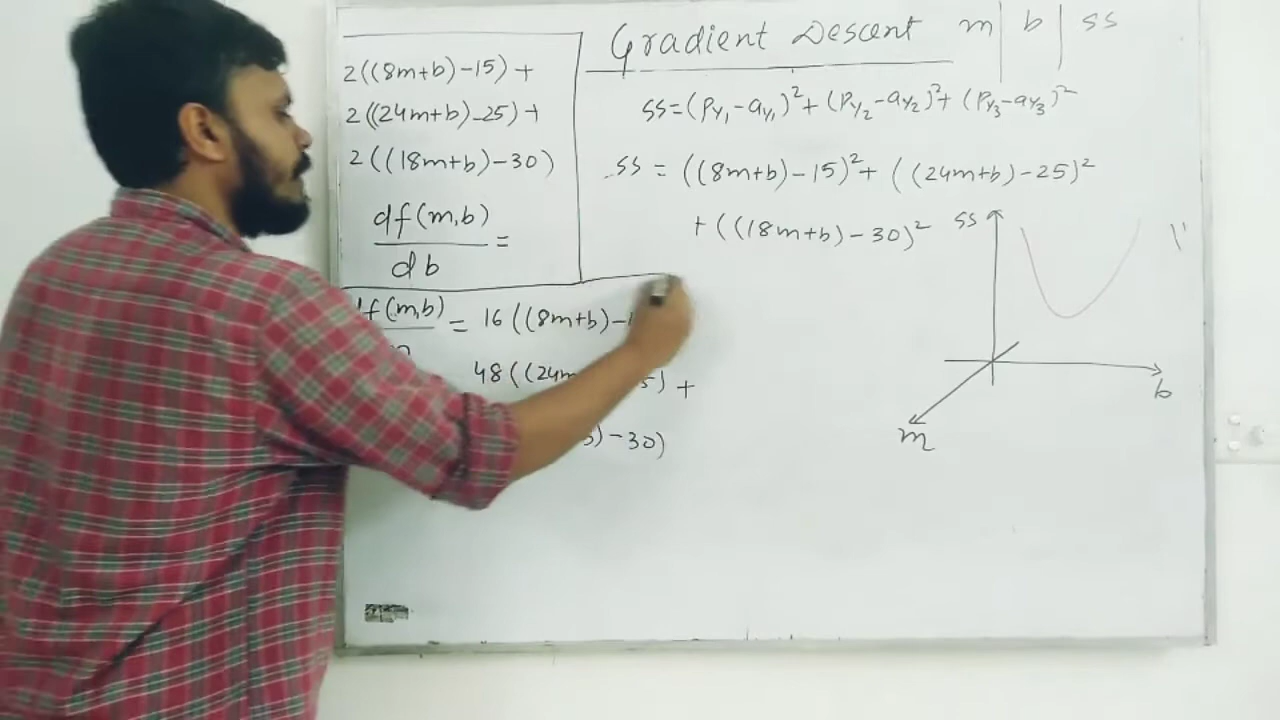 Gradient Descent m | b | ss
2((8m+b)-15)+
2((24m+b)-25)+
2((18m+b)-30)
df(m,b)
=
db
ss=(Py₁-ay₁)²+(Py₂-ay₂)²+(Py₃-ay₃)²
ss = ((8m+b)-15)²+((24m+b)-25)²
+((18m+b)-30)²
ss
b
m
f(m,b) = 16((8m+b)-1
48((24m 5)+
)-30)